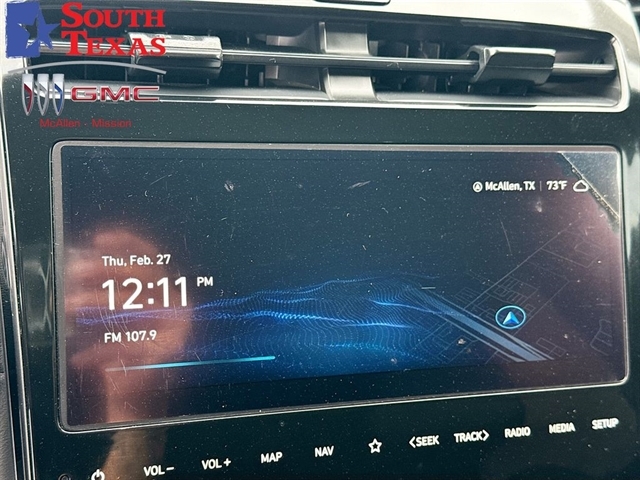 SOUTH
TEXAS
GMC
McAllen - Mission
McAllen, TX | 73°F
Thu, Feb. 27
12:11 PM
FM 107.9
VOL− VOL+ MAP NAV ☆ <SEEK TRACK> RADIO MEDIA SETUP